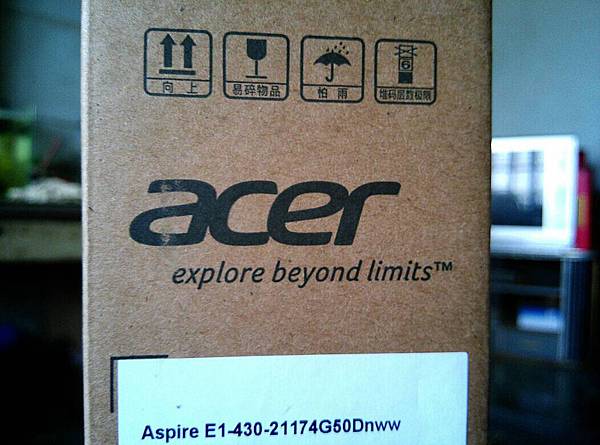 向上 易碎物品 怕雨 6 堆码层数极限
acer
explore beyond limits™
Aspire E1-430-21174G50Dnww